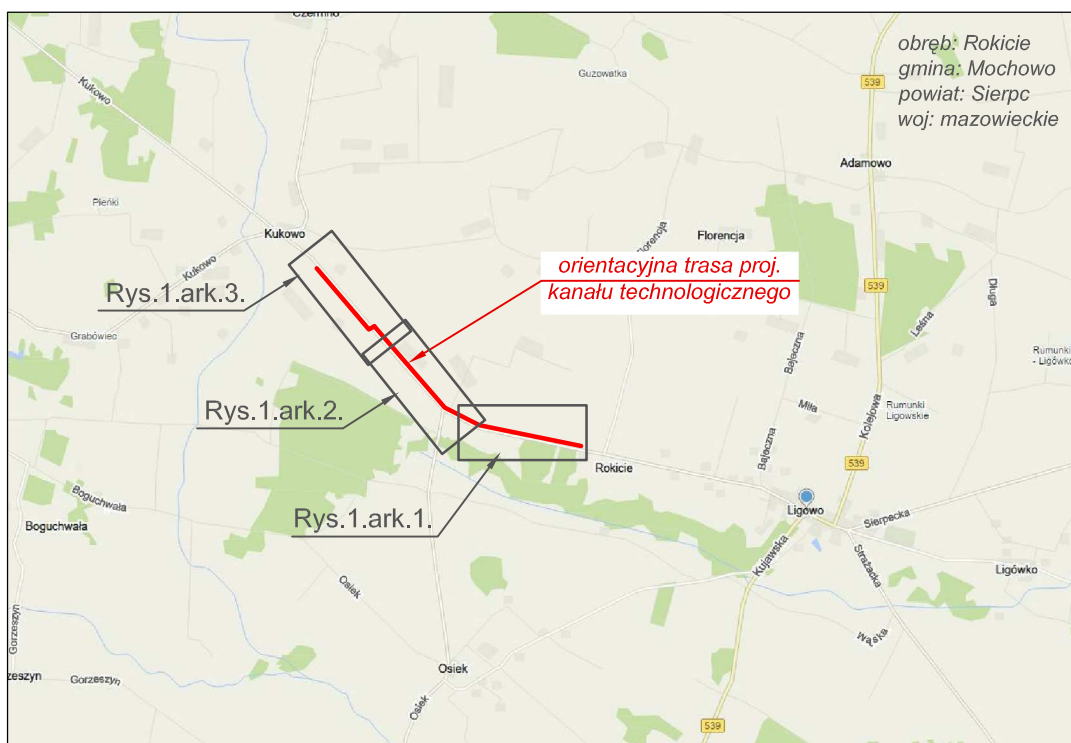 Czermno
obręb: Rokicie
gmina: Mochowo
powiat: Sierpc
woj: mazowieckie
Guzowatka
539
Kukowo
Adamowo
Pieńki
Kukowo
Florencja
Florencja
Kukowo
orientacyjna trasa proj.
kanału technologicznego
539
Długa
Rys.1.ark.3.
Leśna
Grabówiec
Bajeczna
Rumunki
- Ligówko
Rys.1.ark.2.
Miła
Kolejowa
Rumunki
Ligowskie
Bajeczna
Rokicie
539
Boguchwała
Boguchwała
Rys.1.ark.1.
Ligowo
Sierpecka
Kujawska
Strażacka
Ligówko
Osiek
Gorzeszyn
Wąska
Osiek
zeszyn
Gorzeszyn
Osiek
539